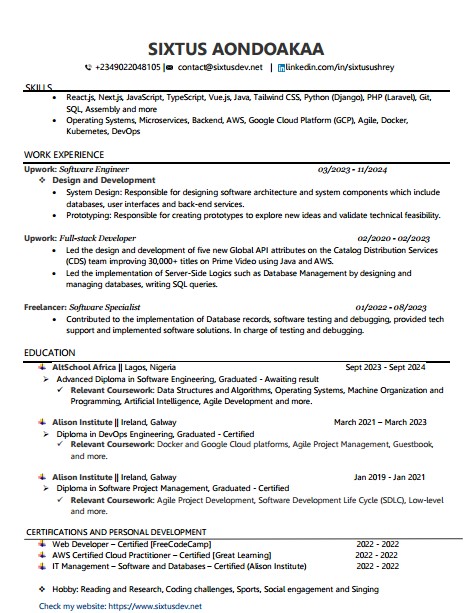 SIXTUS AONDOAKAA
+2349022048105 | contact@sixtusdev.net | linkedin.com/in/sixtusushrey
SKILLS
• React.js, Next.js, JavaScript, TypeScript, Vue.js, Java, Tailwind CSS, Python (Django), PHP (Laravel), Git,
SQL, Assembly and more
• Operating Systems, Microservices, Backend, AWS, Google Cloud Platform (GCP), Agile, Docker,
Kubernetes, DevOps
WORK EXPERIENCE
Upwork: Software Engineer 03/2023 - 11/2024
❖ Design and Development
• System Design: Responsible for designing software architecture and system components which include
databases, user interfaces and back-end services.
• Prototyping: Responsible for creating prototypes to explore new ideas and validate technical feasibility.
Upwork: Full-stack Developer 02/2020 - 02/2023
• Led the design and development of five new Global API attributes on the Catalog Distribution Services
(CDS) team improving 30,000+ titles on Prime Video using Java and AWS.
• Led the implementation of Server-Side Logics such as Database Management by designing and
managing databases, writing SQL queries.
Freelancer: Software Specialist 01/2022 - 08/2023
• Contributed to the implementation of Database records, software testing and debugging, provided tech
support and implemented software solutions. In charge of testing and debugging.
EDUCATION
AltSchool Africa || Lagos, Nigeria Sept 2023 - Sept 2024
➢ Advanced Diploma in Software Engineering, Graduated - Awaiting result
✓ Relevant Coursework: Data Structures and Algorithms, Operating Systems, Machine Organization and
Programming, Artificial Intelligence, Agile Development and more.
Alison Institute || Ireland, Galway March 2021 – March 2023
➢ Diploma in DevOps Engineering, Graduated - Certified
✓ Relevant Coursework: Docker and Google Cloud platforms, Agile Project Management, Guestbook,
and more.
Alison Institute || Ireland, Galway Jan 2019 - Jan 2021
➢ Diploma in Software Project Management, Graduated - Certified
✓ Relevant Coursework: Agile Project Development, Software Development Life Cycle (SDLC), Low-level
and more.
CERTIFICATIONS AND PERSONAL DEVELOPMENT
Web Developer – Certified [FreeCodeCamp] 2022 - 2022
AWS Certified Cloud Practitioner – Certified [Great Learning] 2022 - 2022
IT Management – Software and Databases – Certified (Alison Institute) 2022 - 2022
❖ Hobby: Reading and Research, Coding challenges, Sports, Social engagement and Singing
Check my website: https://www.sixtusdev.net